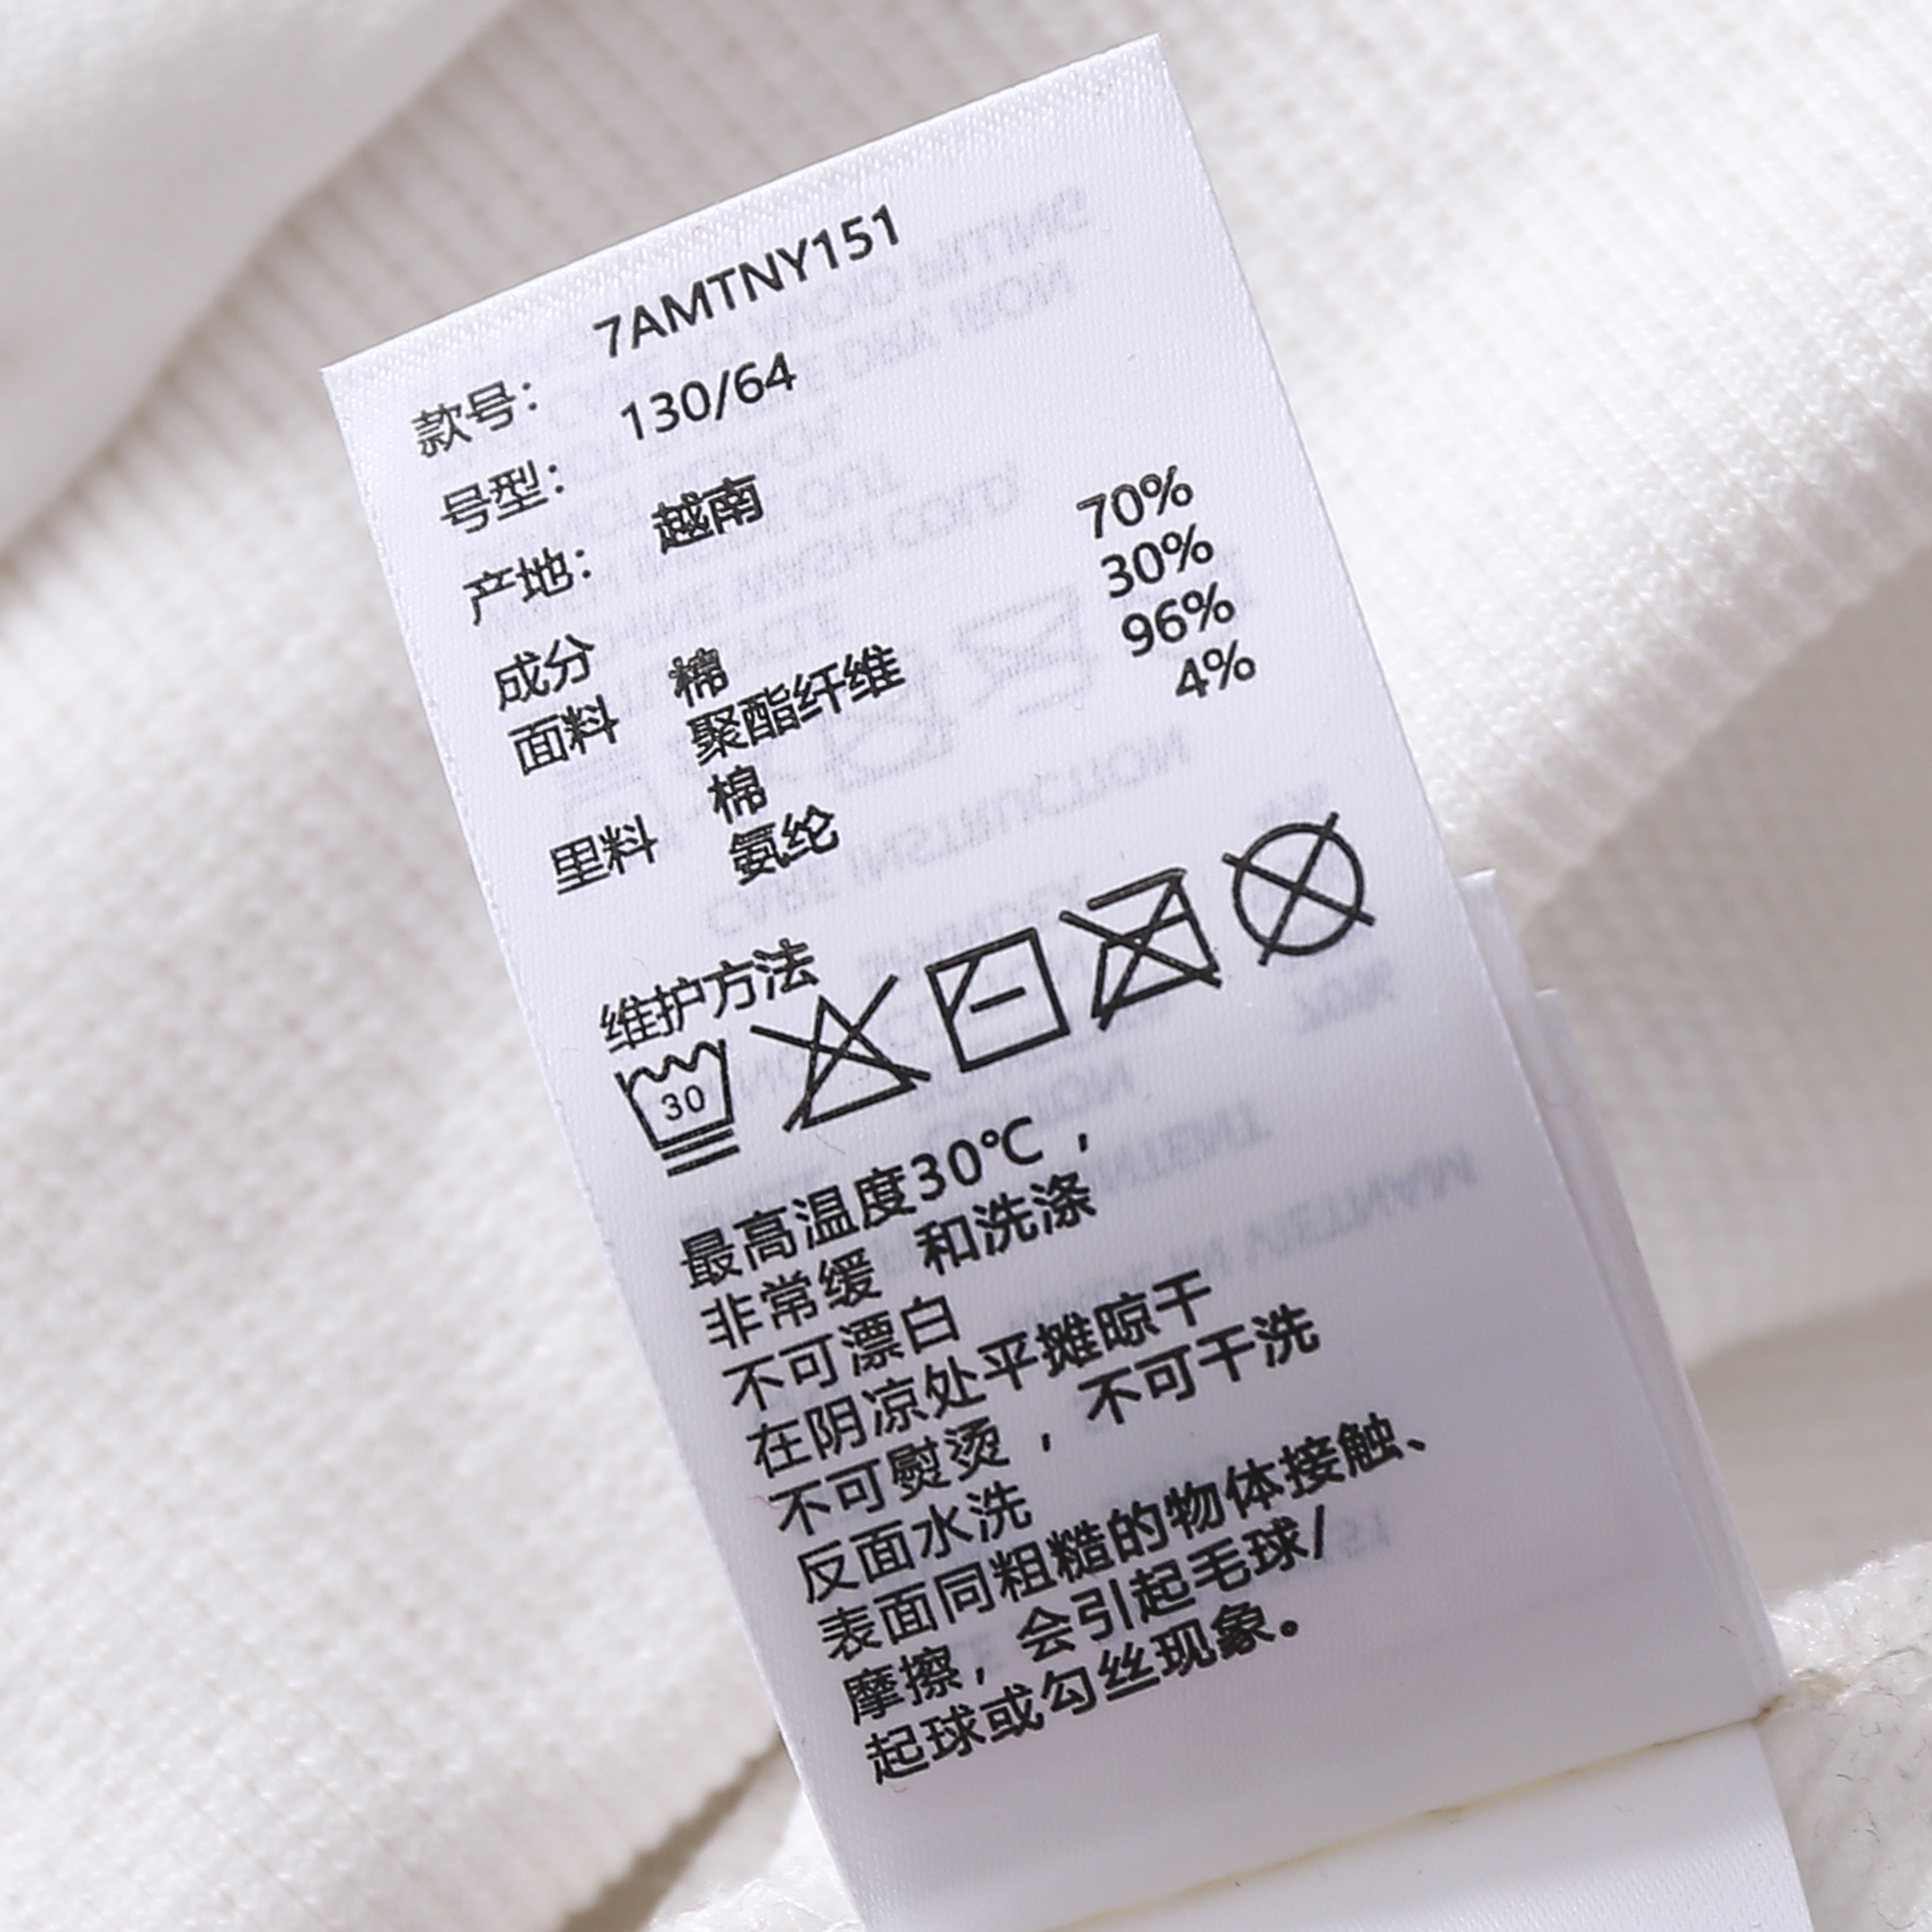 款号： 7AMTNY151
号型： 130/64
产地： 越南
成分
面料 棉 70%
聚酯纤维 30%
里料 棉 96%
氨纶 4%
维护方法
30
最高温度30℃，
非常缓 和洗涤
不可漂白
在阴凉处平摊晾干
不可熨烫，不可干洗
反面水洗
表面同粗糙的物体接触、
摩擦，会引起毛球/
起球或勾丝现象。